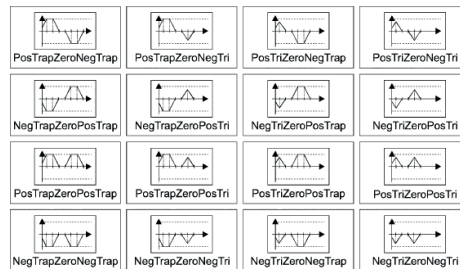 PosTrapZeroNegTrap PosTrapZeroNegTri PosTriZeroNegTrap PosTriZeroNegTri
NegTrapZeroPosTrap NegTrapZeroPosTri NegTriZeroPosTrap NegTriZeroPosTri
PosTrapZeroPosTrap PosTrapZeroPosTri PosTriZeroPosTrap PosTriZeroPosTri
NegTrapZeroNegTrap NegTrapZeroNegTri NegTriZeroNegTrap NegTriZeroNegTri